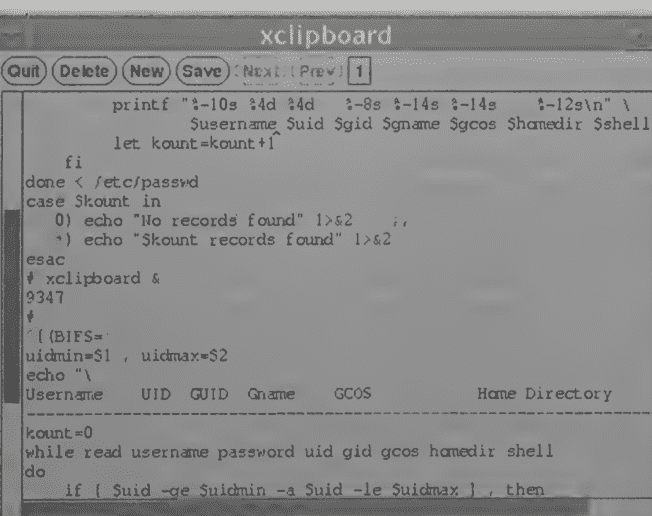 xclipboard
Quit Delete New Save Next Prev 1
printf "%-10s %4d %4d %-8s %-14s %-14s %-12s\n" \
$username $uid $gid $gname $gcos $homedir $shell
let kount=kount+1
fi
done < /etc/passwd
case $kount in
0) echo "No records found" 1>&2 ;;
*) echo "$kount records found" 1>&2
esac
# xclipboard &
9347
#
uidmin=$1 , uidmax=$2
echo "\
Username UID GUID Gname GCOS Home Directory
kount=0
while read username password uid gid gcos homedir shell
do
if [ $uid -ge $uidmin -a $uid -le $uidmax ] , then